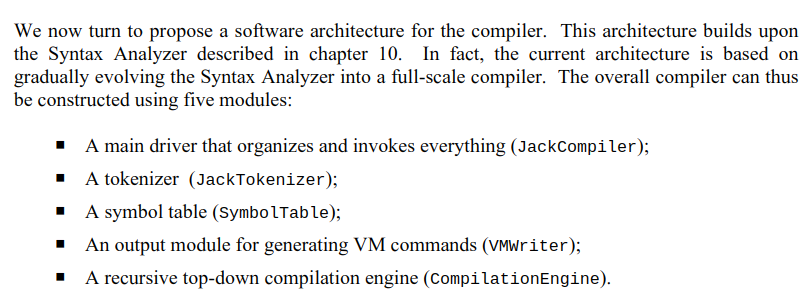 We now turn to propose a software architecture for the compiler. This architecture builds upon
the Syntax Analyzer described in chapter 10. In fact, the current architecture is based on
gradually evolving the Syntax Analyzer into a full-scale compiler. The overall compiler can thus
be constructed using five modules:
▪ A main driver that organizes and invokes everything (JackCompiler);
▪ A tokenizer (JackTokenizer);
▪ A symbol table (SymbolTable);
▪ An output module for generating VM commands (VMWriter);
▪ A recursive top-down compilation engine (CompilationEngine).